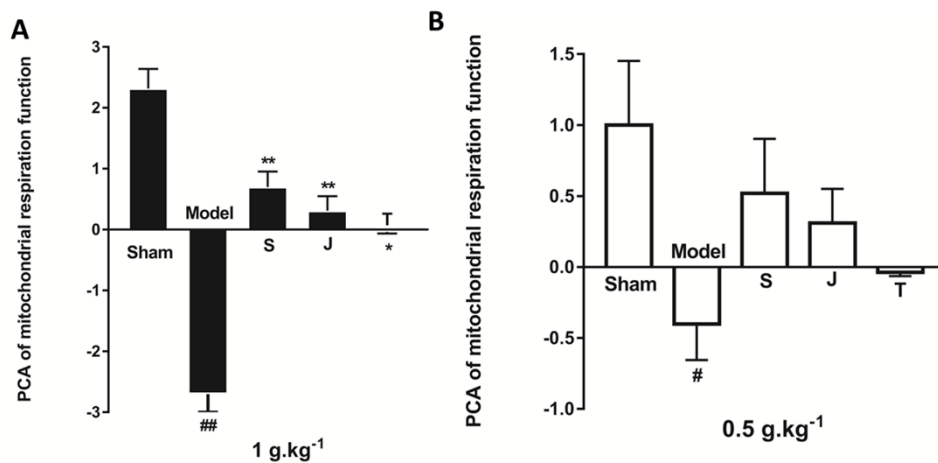 A
PCA of mitochondrial respiration function
3
2
1
0
-1
-2
-3
Sham
Model
##
**
S
**
J
T
*
1 g.kg-1
B
PCA of mitochondrial respiration function
1.5
1.0
0.5
0.0
-0.5
-1.0
Sham
Model
#
S
J
T
0.5 g.kg-1